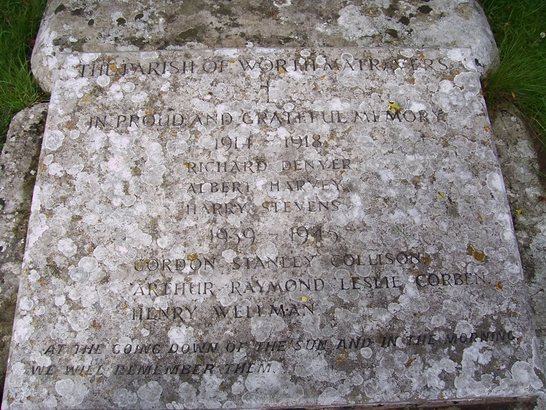 THE PARISH OF WORTH MATRAVERS
IN PROUD AND GRATEFUL MEMORY
1914 - 1918
RICHARD DENVER
ALBERT HARVEY
HARRY STEVENS
1939 - 1945
GORDON STANLEY COLLISON
ARTHUR RAYMOND LESLIE CORBEN
HENRY WELLMAN
AT THE GOING DOWN OF THE SUN AND IN THE MORNING,
WE WILL REMEMBER THEM.